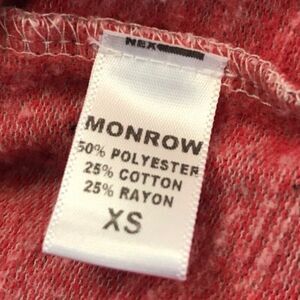 MONROW
50% POLYESTER
25% COTTON
25% RAYON
XS